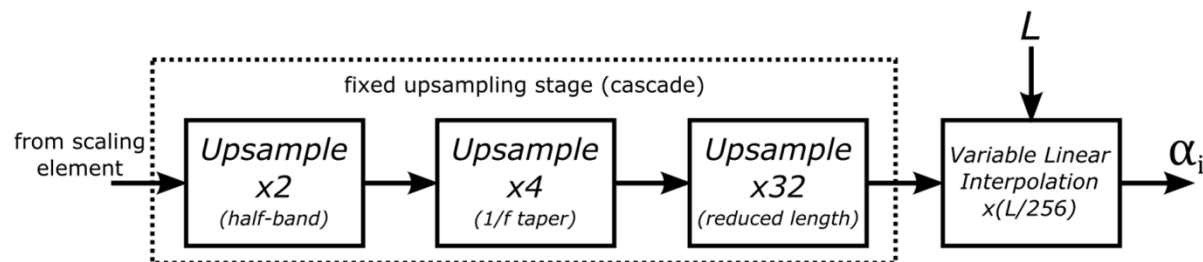 L
fixed upsampling stage (cascade)
from scaling
element
Upsample
x2
(half-band)
Upsample
x4
(1/f taper)
Upsample
x32
(reduced length)
Variable Linear
Interpolation
x(L/256)
αi